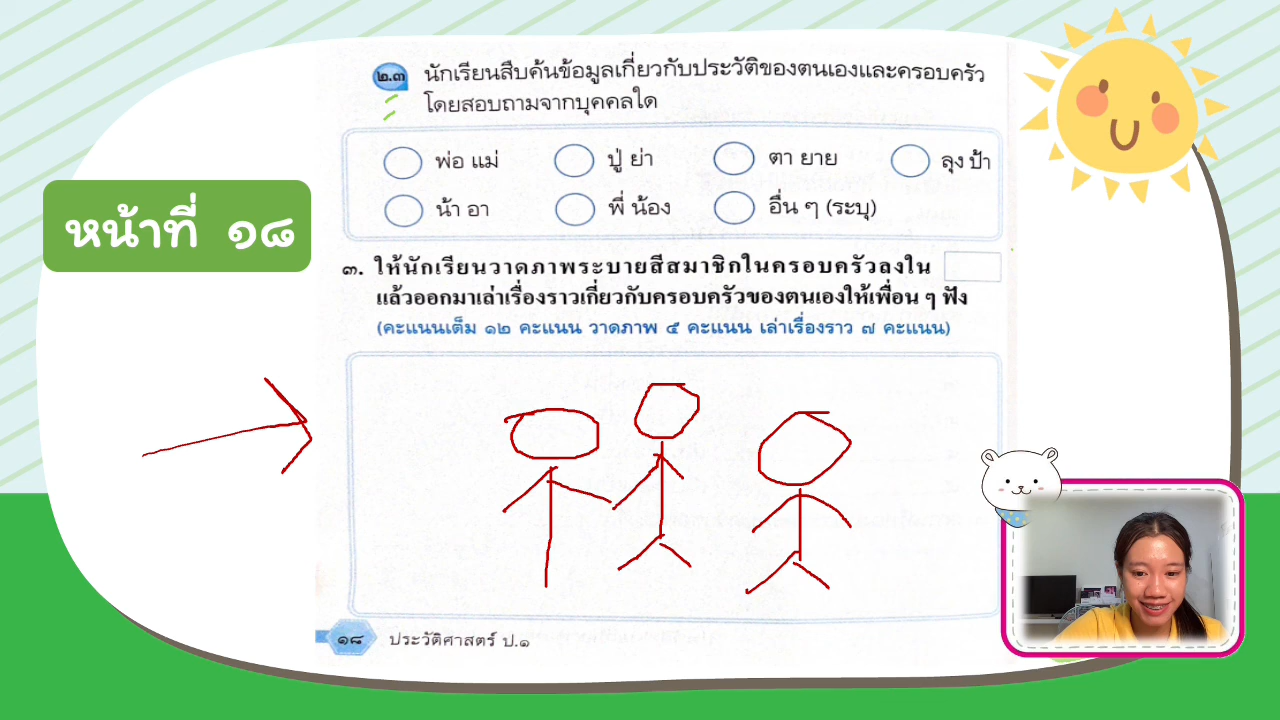 ๒.๓ นักเรียนสืบค้นข้อมูลเกี่ยวกับประวัติของตนเองและครอบครัว
โดยสอบถามจากบุคคลใด
พ่อ แม่ ปู่ ย่า ตา ยาย ลุง ป้า
น้า อา พี่ น้อง อื่น ๆ (ระบุ)
หน้าที่ ๑๘
๓. ให้นักเรียนวาดภาพระบายสีสมาชิกในครอบครัวลงใน
แล้วออกมาเล่าเรื่องราวเกี่ยวกับครอบครัวของตนเองให้เพื่อน ๆ ฟัง
(คะแนนเต็ม ๑๒ คะแนน วาดภาพ ๕ คะแนน เล่าเรื่องราว ๗ คะแนน)
๑๘ ประวัติศาสตร์ ป.๑